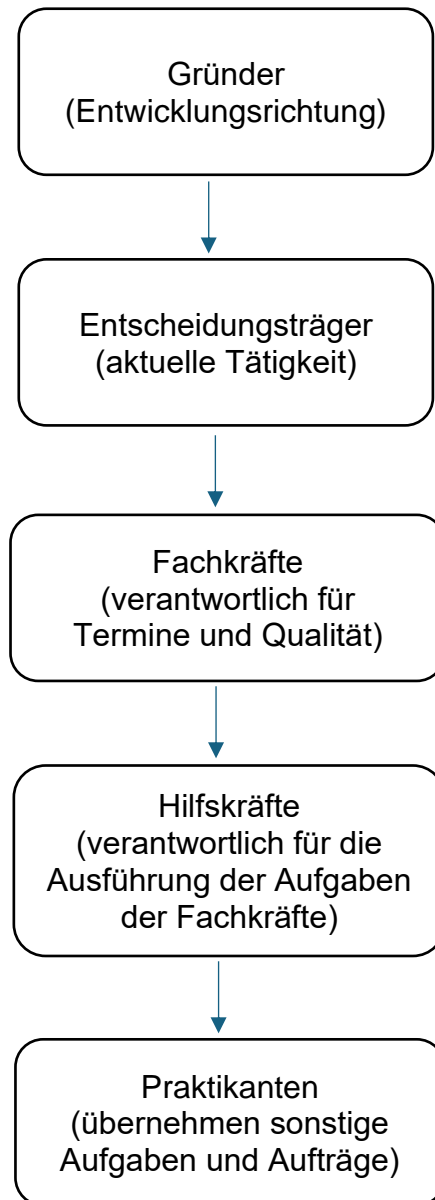 Gründer
(Entwicklungsrichtung)
Entscheidungsträger
(aktuelle Tätigkeit)
Fachkräfte
(verantwortlich für
Termine und Qualität)
Hilfskräfte
(verantwortlich für die
Ausführung der Aufgaben
der Fachkräfte)
Praktikanten
(übernehmen sonstige
Aufgaben und Aufträge)